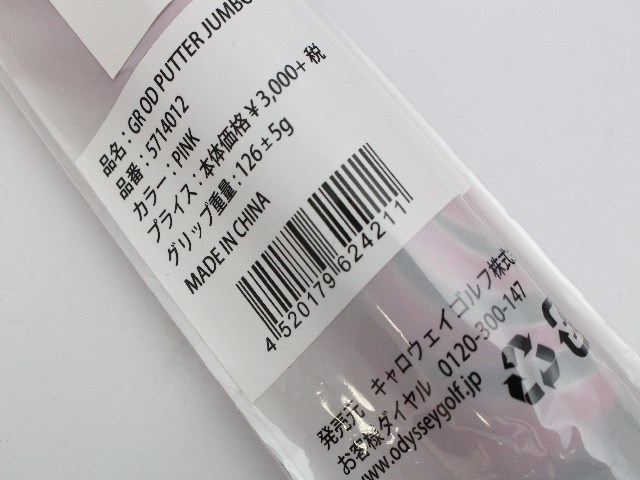 品名：GR OD PUTTER JUMBO
品番：5714012
カラー：PINK
プライス：本体価格￥3,000+税
グリップ重量：126±5g
MADE IN CHINA
4 520179 624211
発売元 キャロウェイゴルフ株式
お客様ダイヤル 0120-300-147
www.odysseygolf.jp